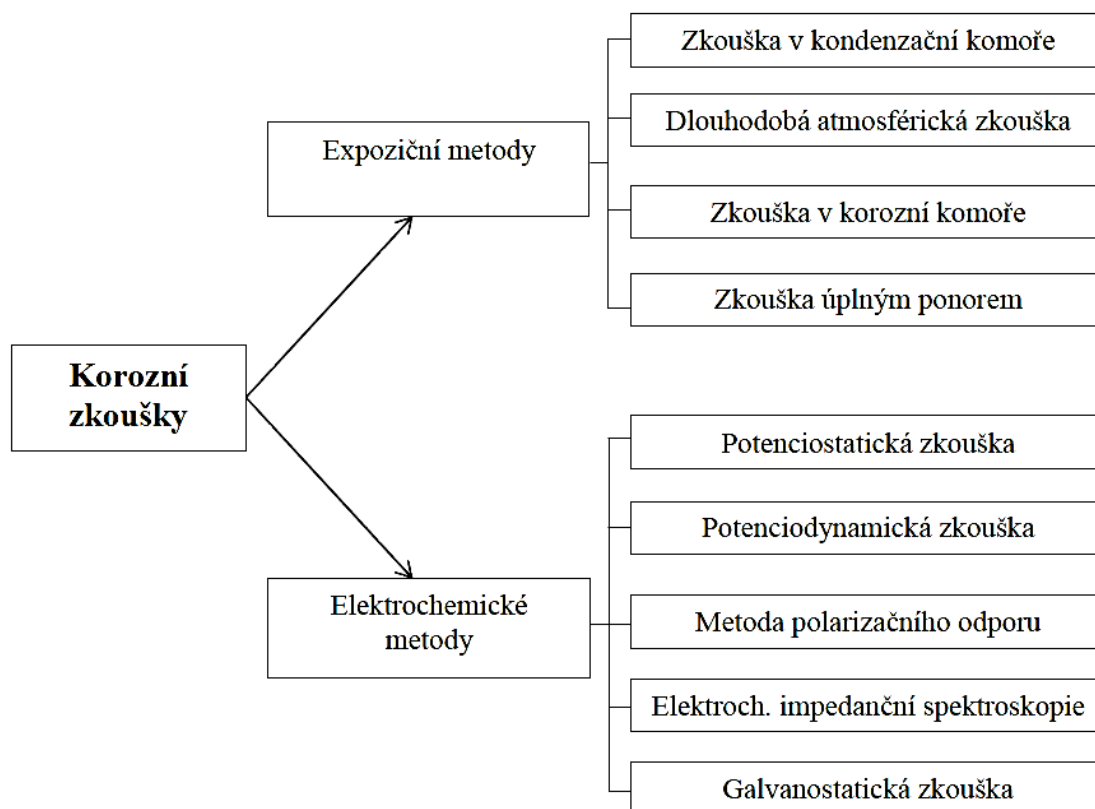 Korozní
zkoušky
Expoziční metody
Zkouška v kondenzační komoře
Dlouhodobá atmosférická zkouška
Zkouška v korozní komoře
Zkouška úplným ponorem
Elektrochemické
metody
Potenciostatická zkouška
Potenciodynamická zkouška
Metoda polarizačního odporu
Elektroch. impedanční spektroskopie
Galvanostatická zkouška